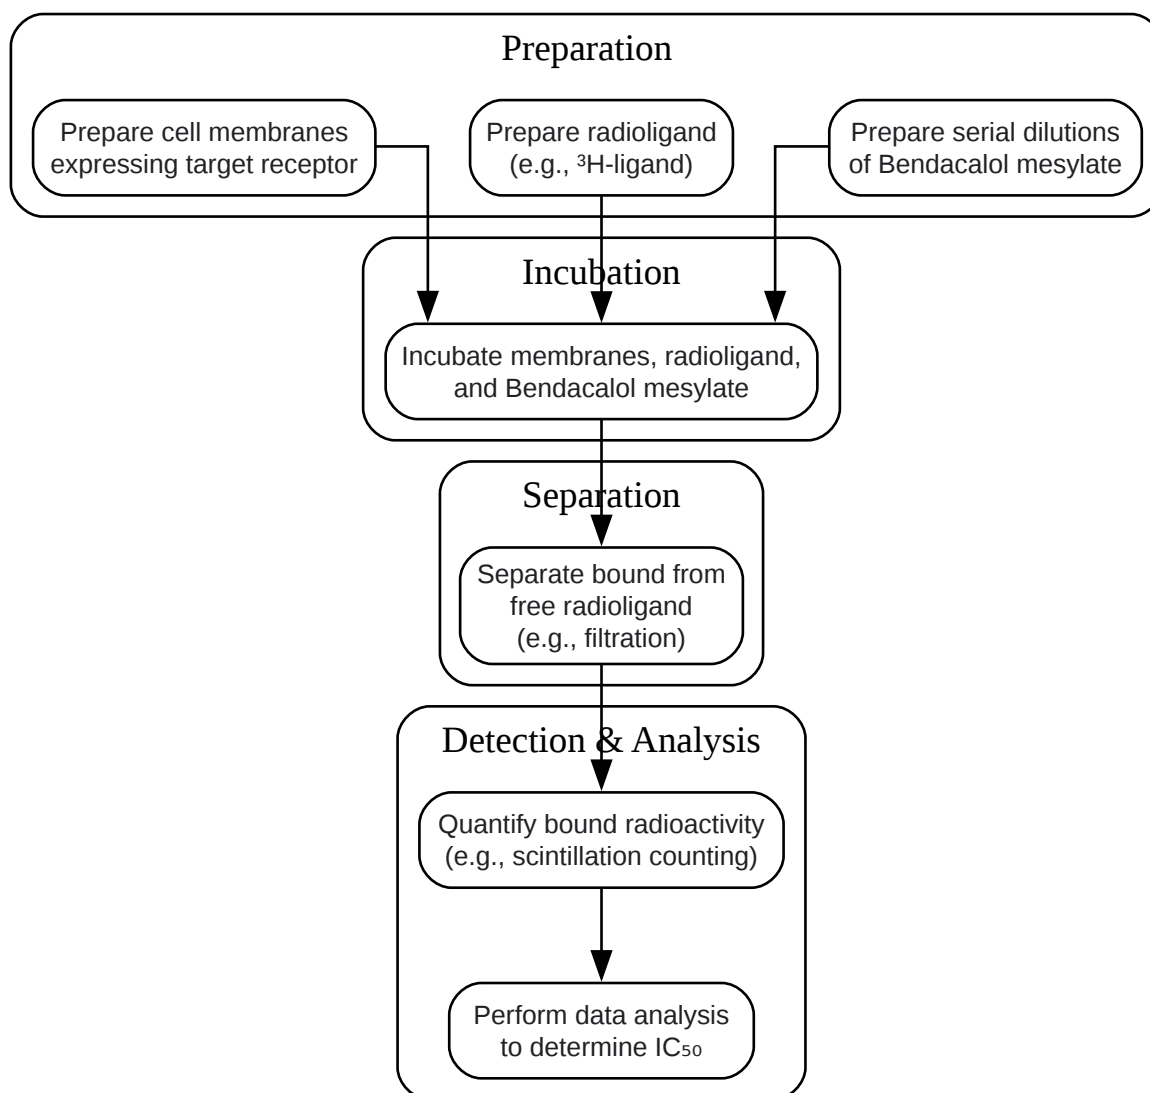 Preparation
Prepare cell membranes
expressing target receptor
Prepare radioligand
(e.g., ³H-ligand)
Prepare serial dilutions
of Bendacalol mesylate
Incubation
Incubate membranes, radioligand,
and Bendacalol mesylate
Separation
Separate bound from
free radioligand
(e.g., filtration)
Detection & Analysis
Quantify bound radioactivity
(e.g., scintillation counting)
Perform data analysis
to determine IC₅₀